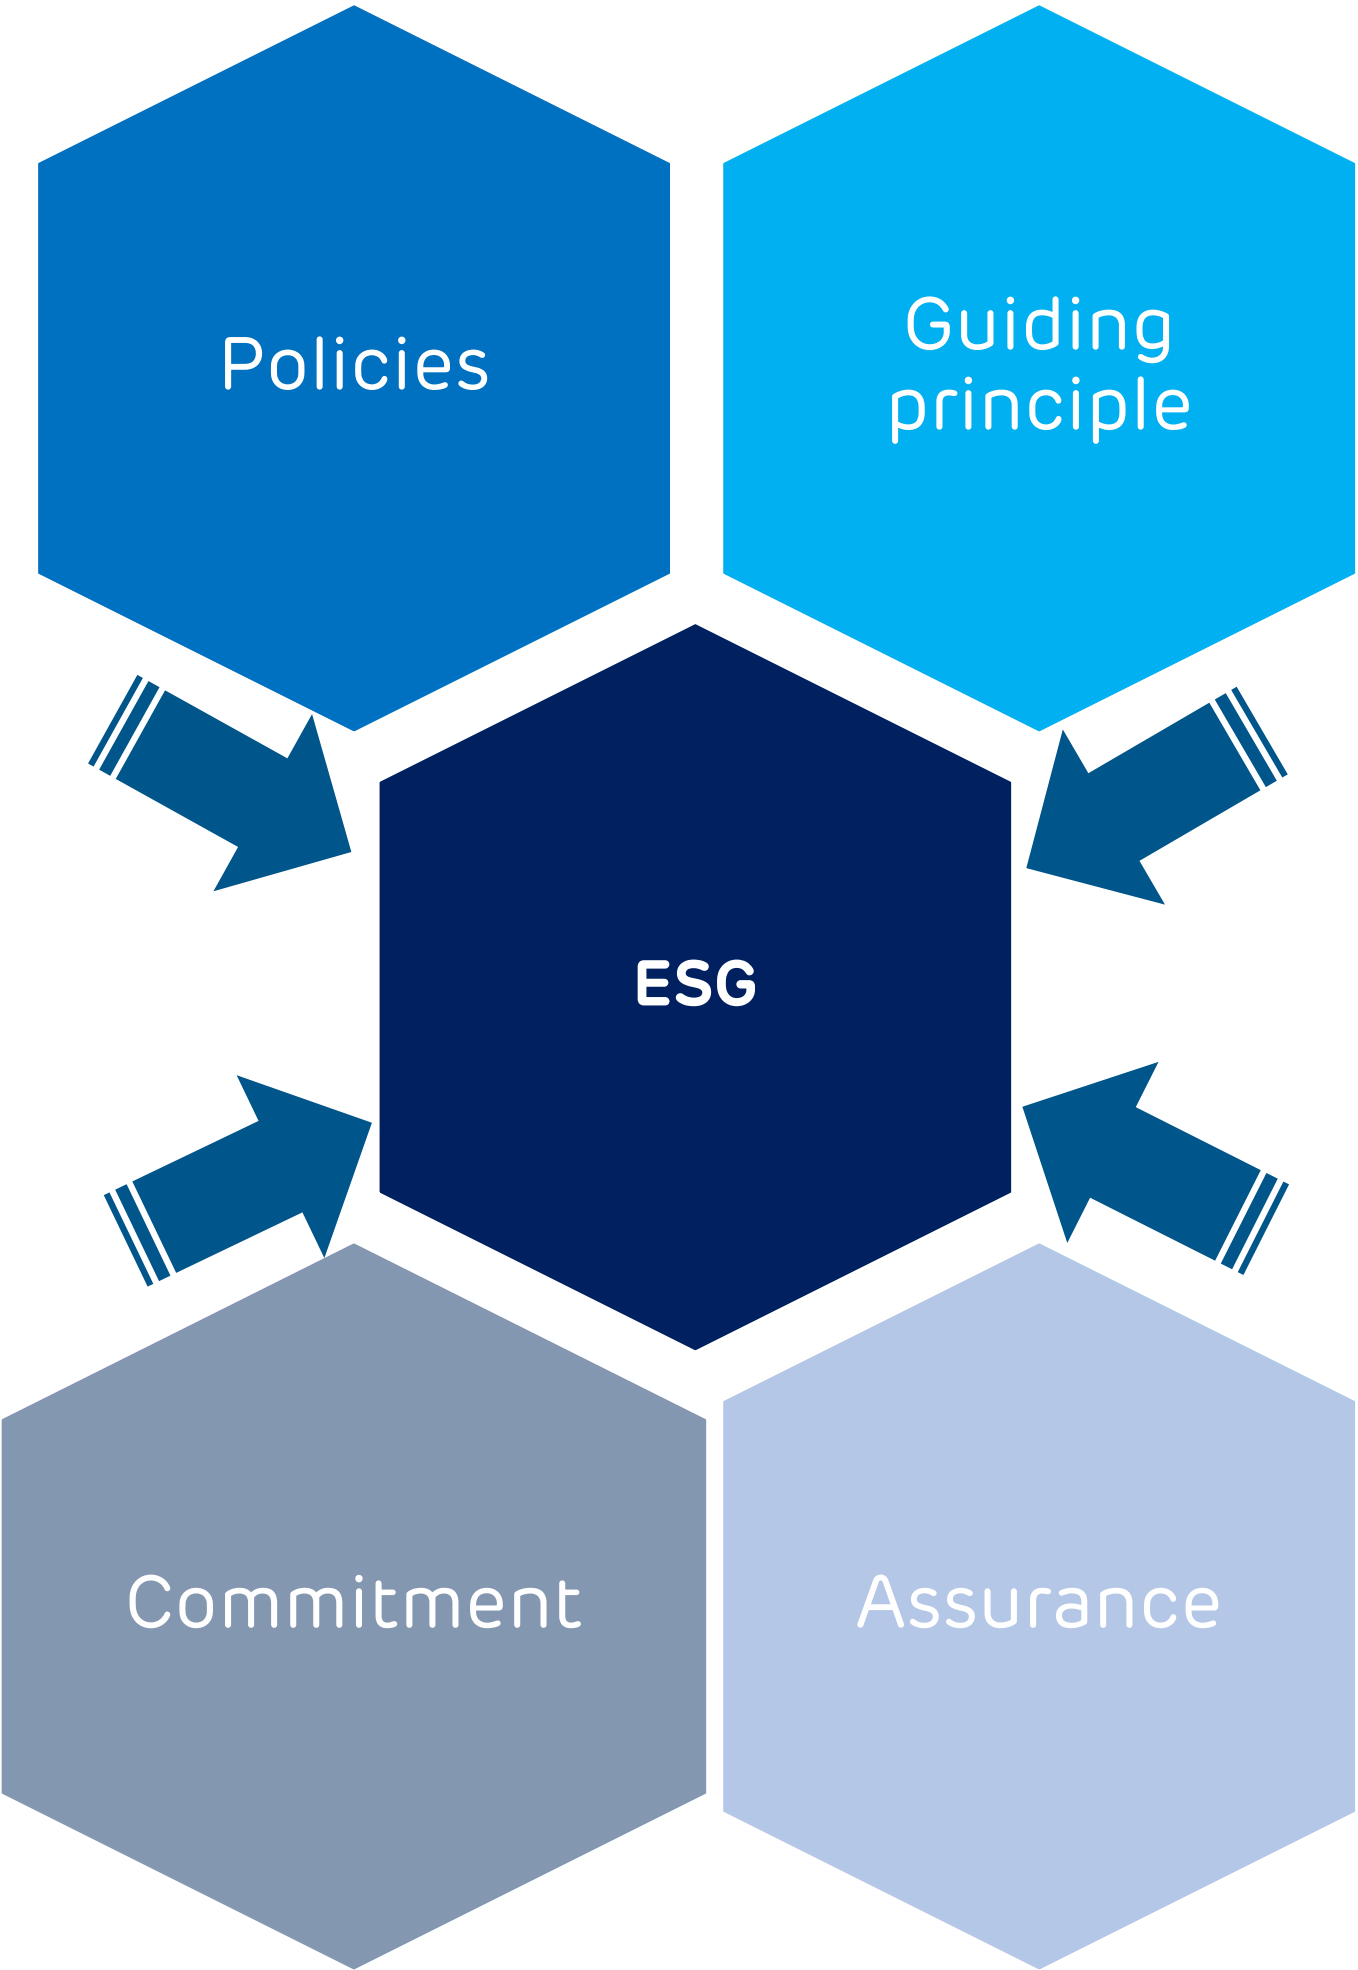 Policies
Guiding
principle
ESG
Commitment
Assurance